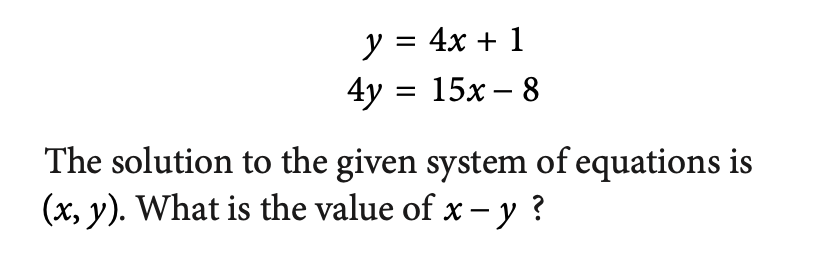 y = 4x + 1
4y = 15x – 8
The solution to the given system of equations is
(x, y). What is the value of x – y ?